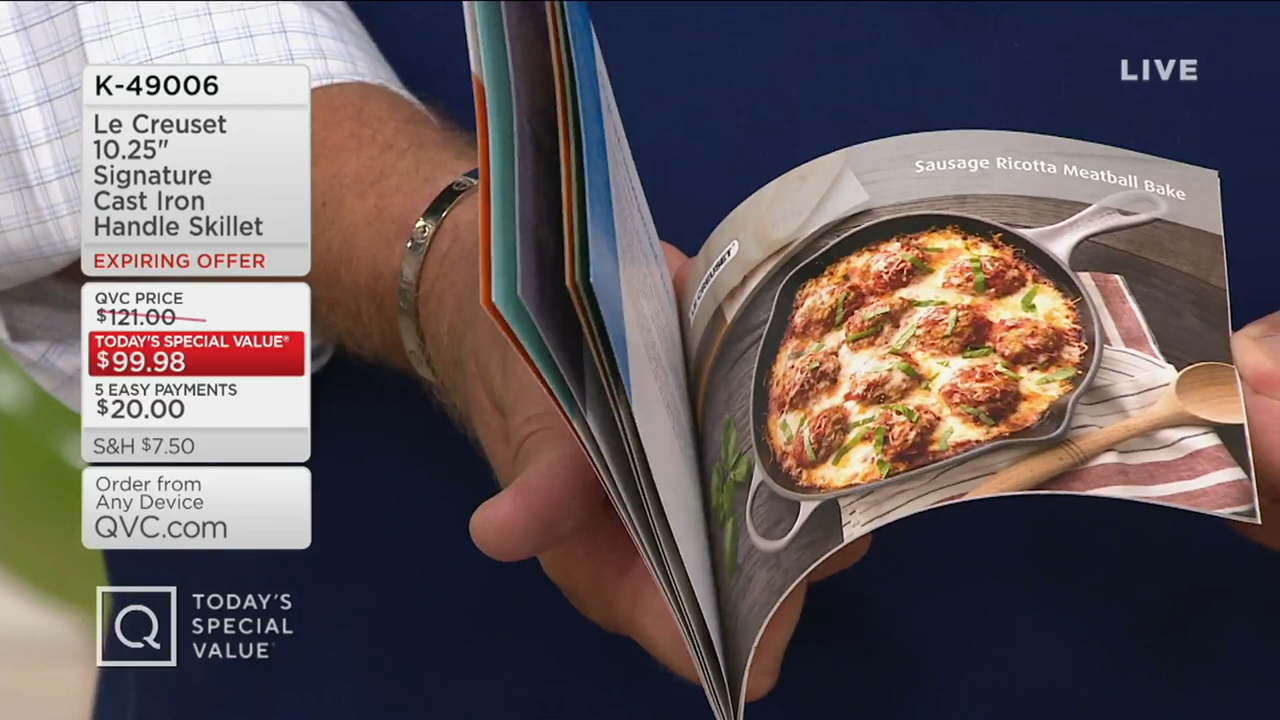 K-49006
Le Creuset
10.25"
Signature
Cast Iron
Handle Skillet
EXPIRING OFFER
QVC PRICE
$121.00
TODAY'S SPECIAL VALUE®
$99.98
5 EASY PAYMENTS
$20.00
S&H $7.50
Order from
Any Device
QVC.com
Q
TODAY'S
SPECIAL
VALUE
LIVE
Sausage Ricotta Meatball Bake
LE CREUSET